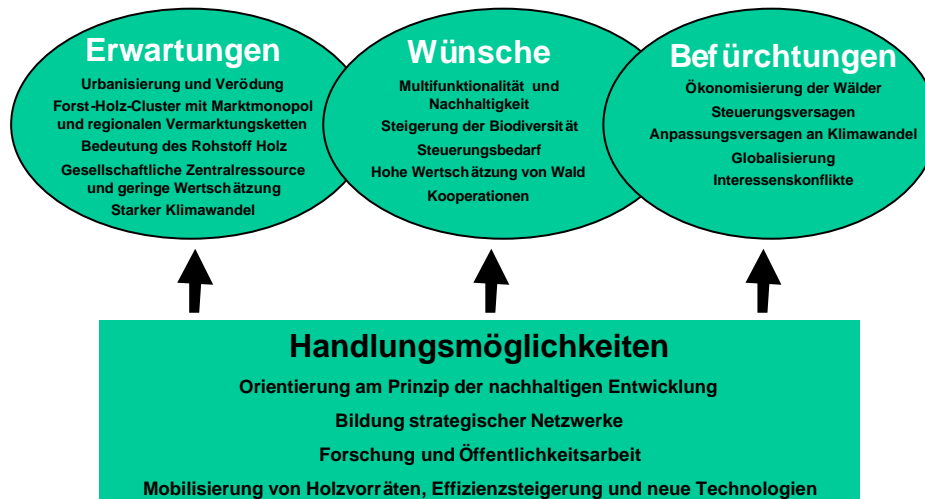 Erwartungen
Urbanisierung und Verödung
Forst-Holz-Cluster mit Marktmonopol
und regionalen Vermarktungsketten
Bedeutung des Rohstoff Holz
Gesellschaftliche Zentralressource
und geringe Wertschätzung
Starker Klimawandel
Wünsche
Multifunktionalität und
Nachhaltigkeit
Steigerung der Biodiversität
Steuerungsbedarf
Hohe Wertschätzung von Wald
Kooperationen
Befürchtungen
Ökonomisierung der Wälder
Steuerungsversagen
Anpassungsversagen an Klimawandel
Globalisierung
Interessenskonflikte
Handlungsmöglichkeiten
Orientierung am Prinzip der nachhaltigen Entwicklung
Bildung strategischer Netzwerke
Forschung und Öffentlichkeitsarbeit
Mobilisierung von Holzvorräten, Effizienzsteigerung und neue Technologien